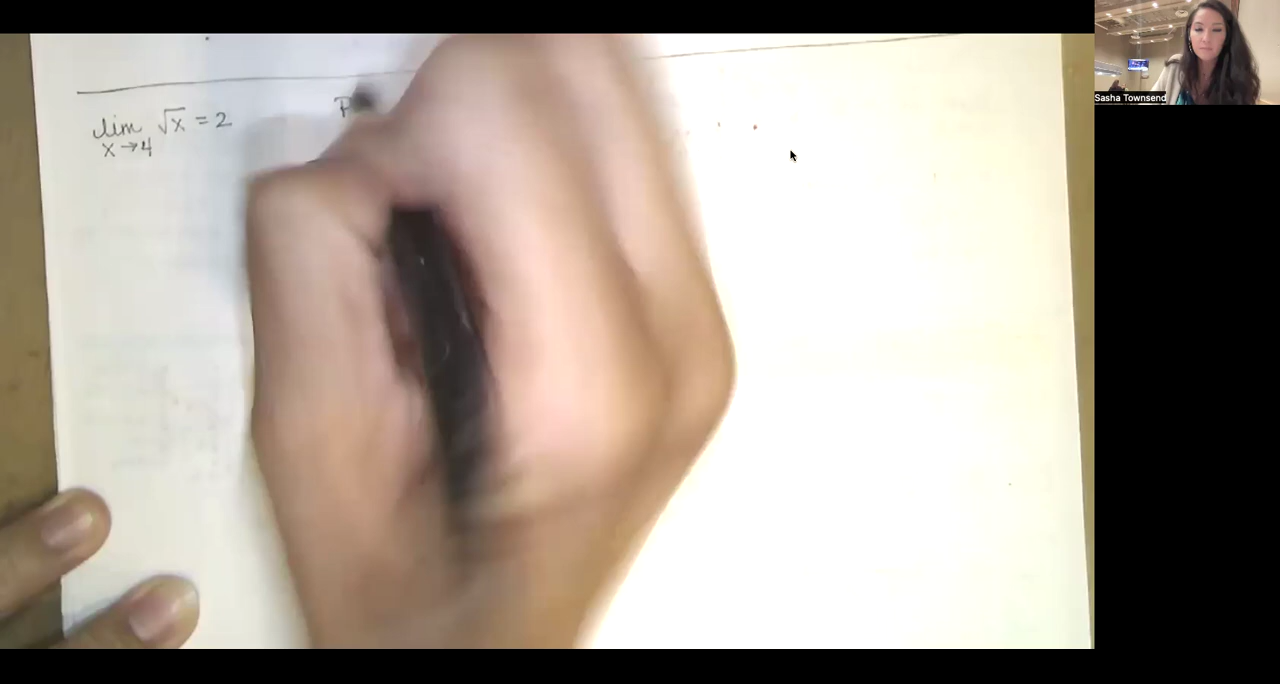 lim √x = 2
x→4
P
Sasha Townsend